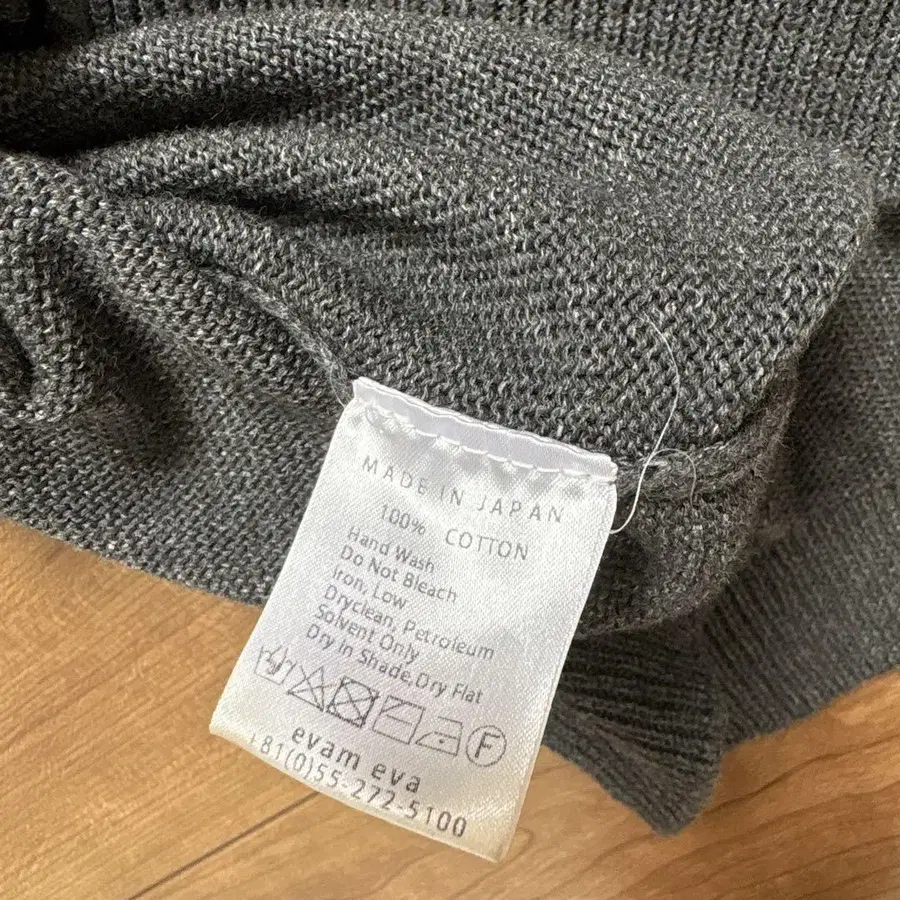 MADE IN JAPAN
100% COTTON
Hand Wash
Do Not Bleach
Iron, Low
Dryclean, Petroleum
Solvent Only
Dry in Shade, Dry Flat
F
evam eva
+81(0)55-272-5100